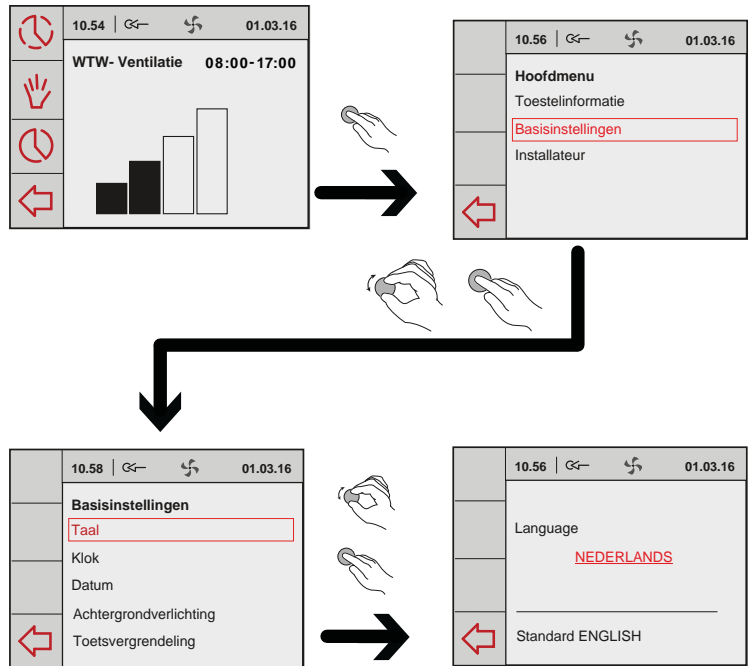 10.54 01.03.16
WTW- Ventilatie 08:00-17:00
10.56 01.03.16
Hoofdmenu
Toestelinformatie
Basisinstellingen
Installateur
10.58 01.03.16
Basisinstellingen
Taal
Klok
Datum
Achtergrondverlichting
Toetsvergrendeling
10.56 01.03.16
Language
NEDERLANDS
Standard ENGLISH